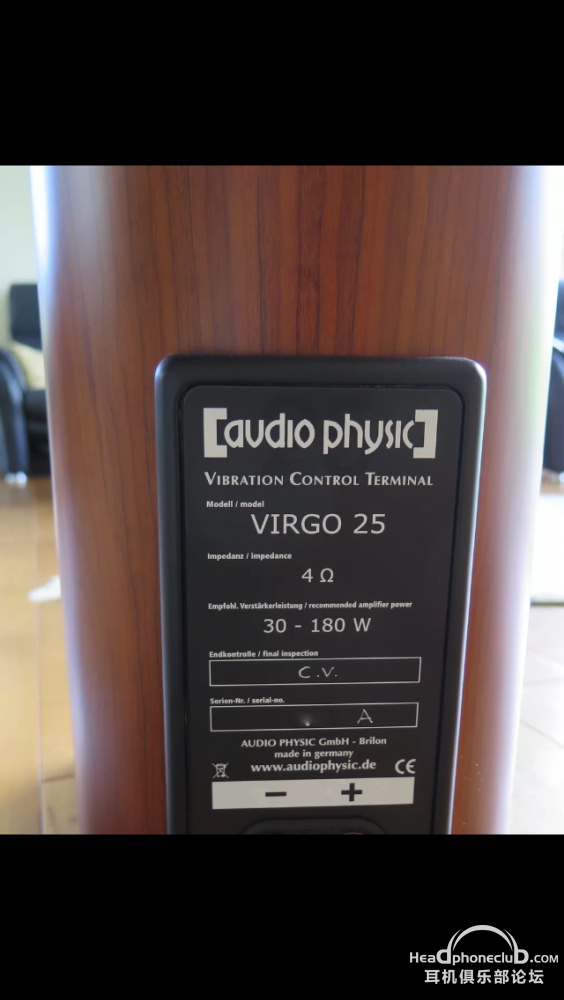 [audio physic]
VIBRATION CONTROL TERMINAL
Modell / model
VIRGO 25
Impedanz / impedance
4 Ω
Empfohl. Verstärkerleistung / recommended amplifier power
30 - 180 W
Endkontrolle / final inspection
C.V.
Serien-Nr. / serial-no.
A
AUDIO PHYSIC GmbH - Brilon
made in germany
www.audiophysic.de
CE
- +
Headphoneclub.com
耳机俱乐部论坛